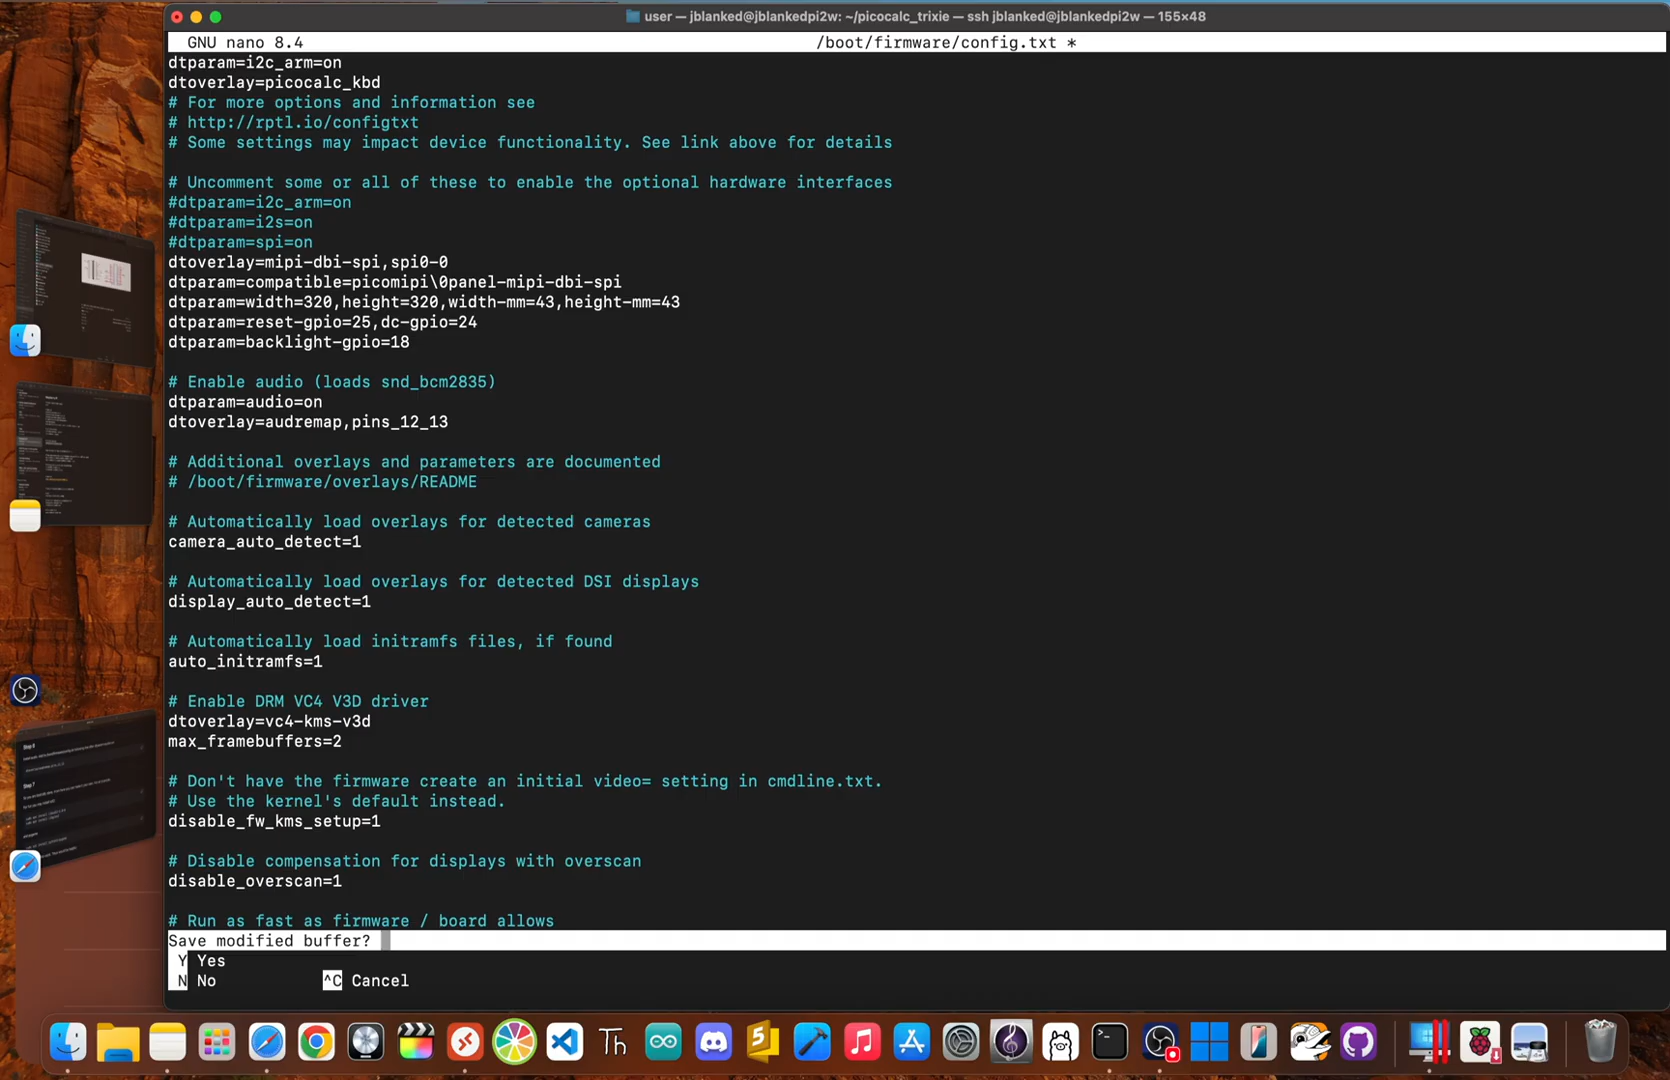 user — jblanked@jblankedpi2w: ~/picocalc_trixie — ssh jblanked@jblankedpi2w — 155×48
GNU nano 8.4 /boot/firmware/config.txt *
dtparam=i2c_arm=on
dtoverlay=picocalc_kbd
# For more options and information see
# http://rptl.io/configtxt
# Some settings may impact device functionality. See link above for details
# Uncomment some or all of these to enable the optional hardware interfaces
#dtparam=i2c_arm=on
#dtparam=i2s=on
#dtparam=spi=on
dtoverlay=mipi-dbi-spi,spi0-0
dtparam=compatible=picomipi\0panel-mipi-dbi-spi
dtparam=width=320,height=320,width-mm=43,height-mm=43
dtparam=reset-gpio=25,dc-gpio=24
dtparam=backlight-gpio=18
# Enable audio (loads snd_bcm2835)
dtparam=audio=on
dtoverlay=audremap,pins_12_13
# Additional overlays and parameters are documented
# /boot/firmware/overlays/README
# Automatically load overlays for detected cameras
camera_auto_detect=1
# Automatically load overlays for detected DSI displays
display_auto_detect=1
# Automatically load initramfs files, if found
auto_initramfs=1
# Enable DRM VC4 V3D driver
dtoverlay=vc4-kms-v3d
max_framebuffers=2
# Don't have the firmware create an initial video= setting in cmdline.txt.
# Use the kernel's default instead.
disable_fw_kms_setup=1
# Disable compensation for displays with overscan
disable_overscan=1
# Run as fast as firmware / board allows
Save modified buffer?
Y Yes
N No ^C Cancel
Step 7
Th
5